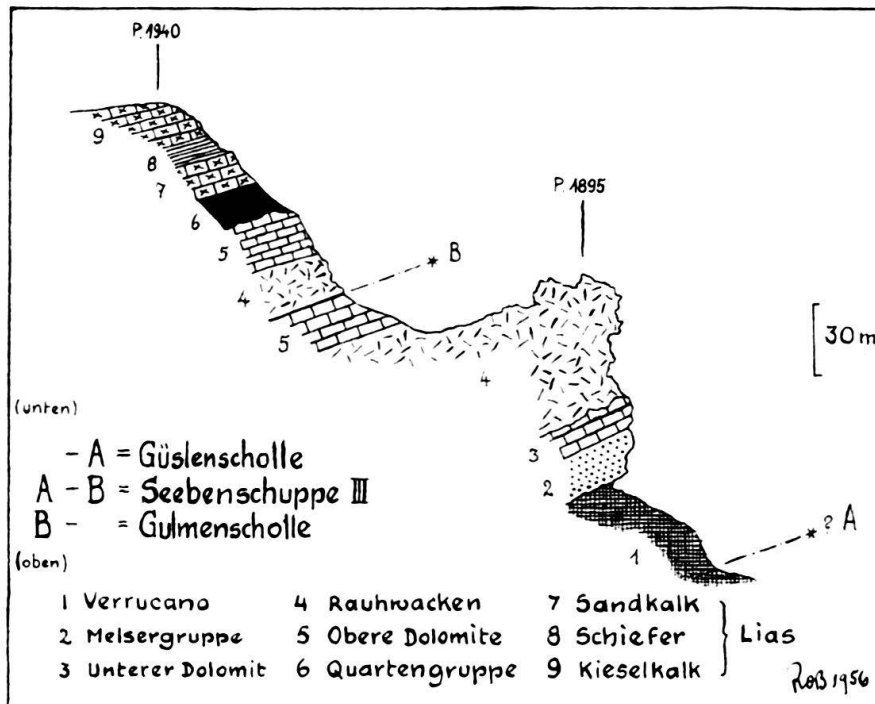 P. 1940
9
8
7
6
5
4
5
B
P. 1895
4
30 m
3
2
1
? A
(unten)
- A = Güslenscholle
A - B = Seebenschuppe III
B - = Gulmenscholle
(oben)
1 Verrucano 4 Rauhwacken 7 Sandkalk
2 Melsergruppe 5 Obere Dolomite 8 Schiefer Lias
3 Unterer Dolomit 6 Quartengruppe 9 Kieselkalk
1956